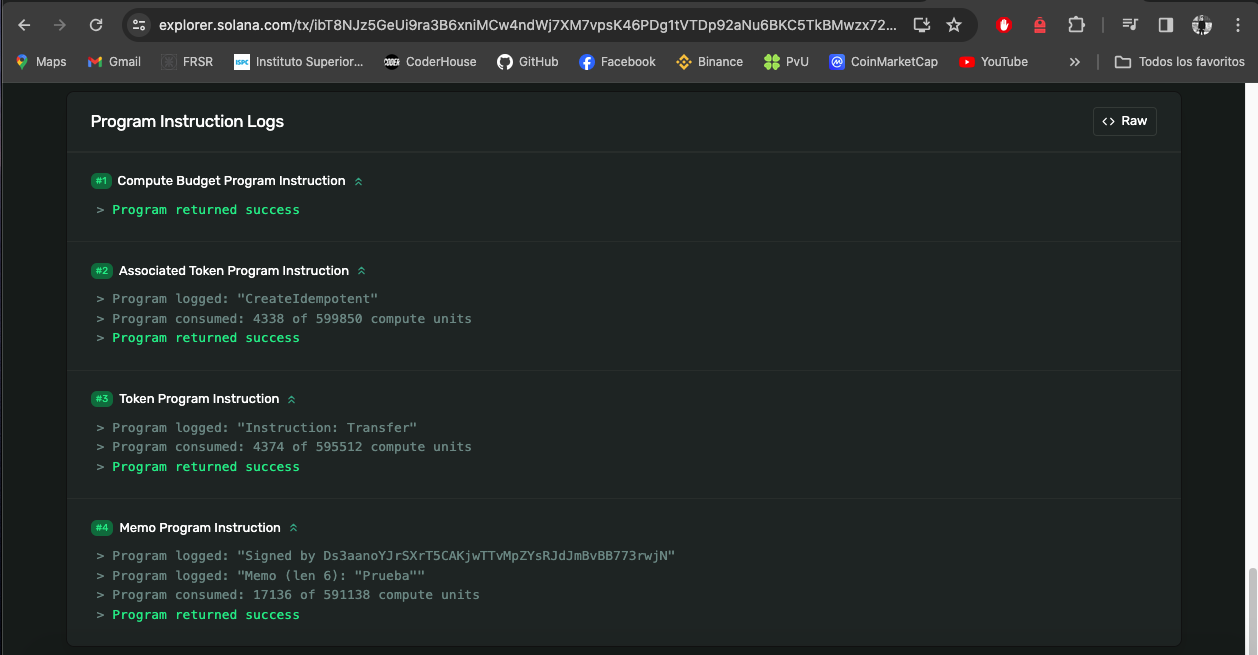 explorer.solana.com/tx/ibT8NJz5GeUi9ra3B6xniMCw4ndWj7XM7vpsK46PDg1tVTDp92aNu6BKC5TkBMwzx72...
Maps Gmail FRSR ISPC Instituto Superior... CODER CoderHouse GitHub Facebook Binance PvU CoinMarketCap YouTube » Todos los favoritos
Program Instruction Logs <> Raw
#1 Compute Budget Program Instruction
> Program returned success
#2 Associated Token Program Instruction
> Program logged: "CreateIdempotent"
> Program consumed: 4338 of 599850 compute units
> Program returned success
#3 Token Program Instruction
> Program logged: "Instruction: Transfer"
> Program consumed: 4374 of 595512 compute units
> Program returned success
#4 Memo Program Instruction
> Program logged: "Signed by Ds3aanoYJrSXrT5CAKjwTTvMpZYsRJdJmBvBB773rwjN"
> Program logged: "Memo (len 6): "Prueba""
> Program consumed: 17136 of 591138 compute units
> Program returned success